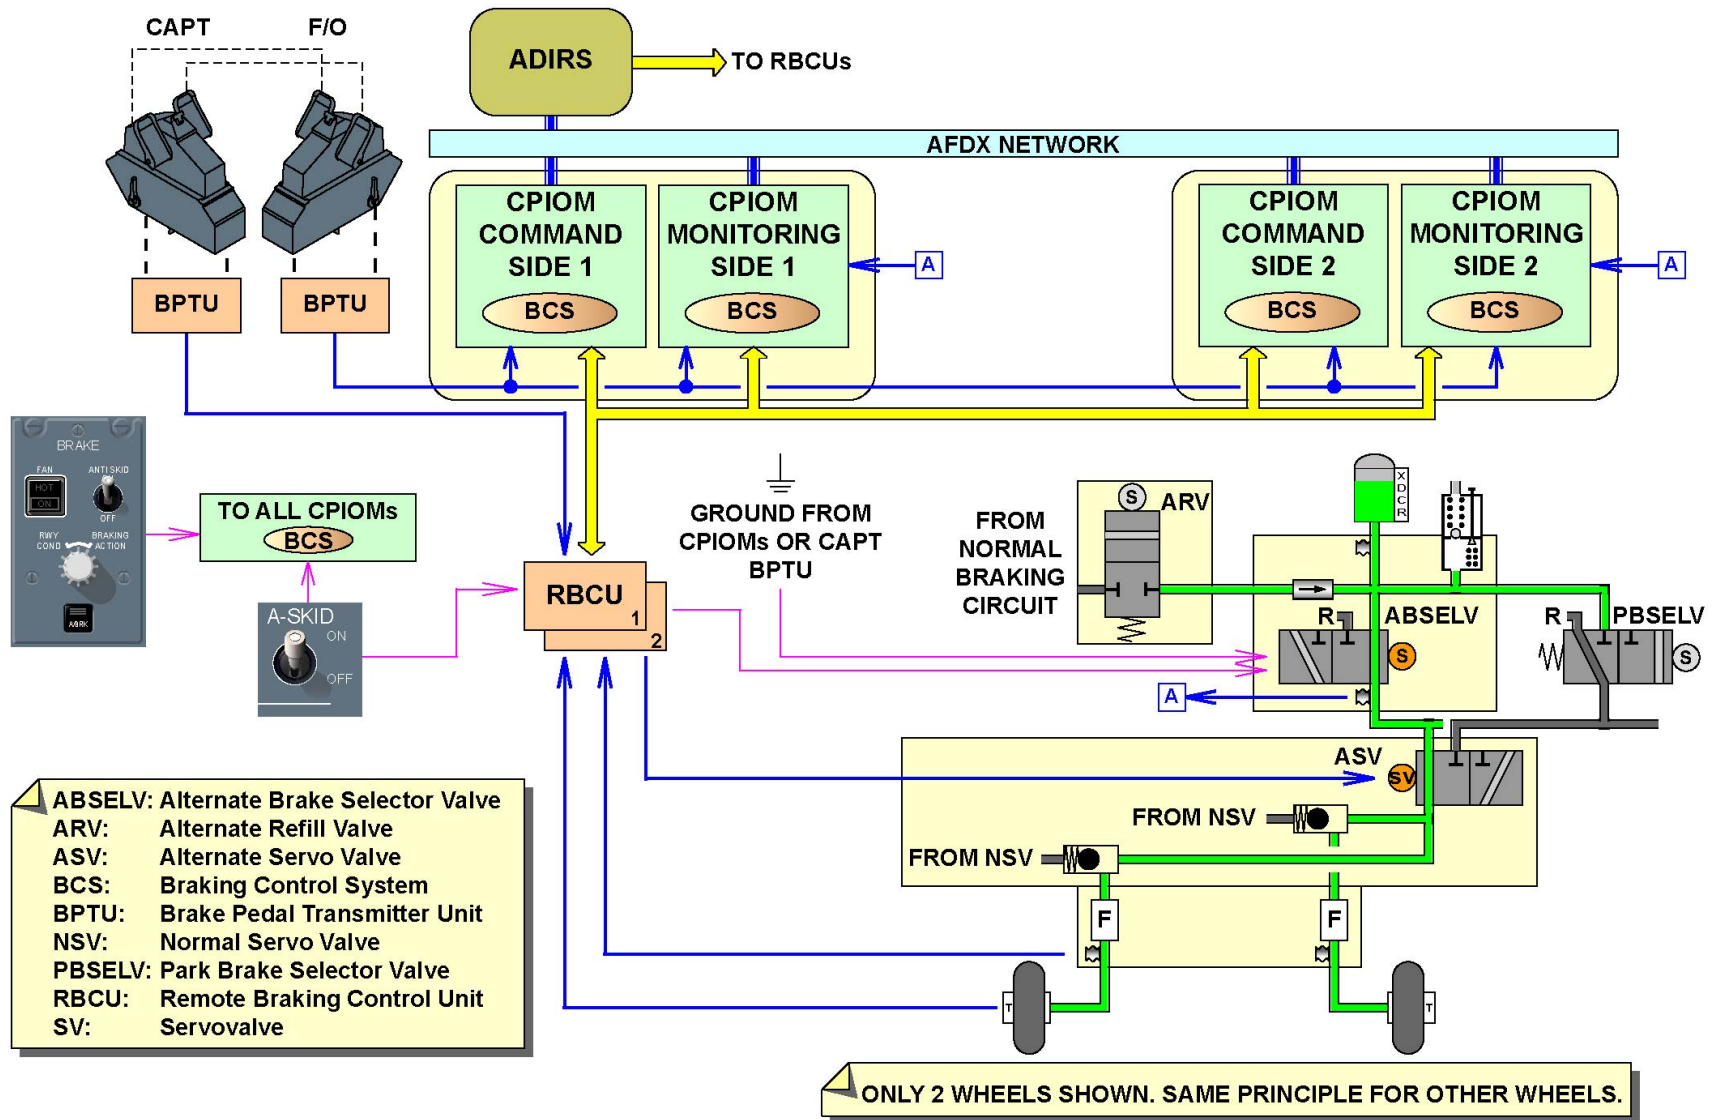 CAPT
F/O
ADIRS
TO RBCUs
AFDX NETWORK
CPIOM
COMMAND
SIDE 1
BCS
CPIOM
MONITORING
SIDE 1
BCS
A
CPIOM
COMMAND
SIDE 2
BCS
CPIOM
MONITORING
SIDE 2
BCS
A
BPTU
BPTU
BRAKE
FAN
HOT
ON
ANTI SKID
OFF
RWY
COND
BRAKING
ACTION
A/BRK
TO ALL CPIOMs
BCS
A-SKID
ON
OFF
RBCU
1
2
GROUND FROM
CPIOMs OR CAPT
BPTU
FROM
NORMAL
BRAKING
CIRCUIT
S
ARV
X
D
C
R
R
ABSELV
S
R
PBSELV
S
A
ASV
SV
FROM NSV
FROM NSV
F
F
T
T
ABSELV: Alternate Brake Selector Valve
ARV: Alternate Refill Valve
ASV: Alternate Servo Valve
BCS: Braking Control System
BPTU: Brake Pedal Transmitter Unit
NSV: Normal Servo Valve
PBSELV: Park Brake Selector Valve
RBCU: Remote Braking Control Unit
SV: Servovalve
ONLY 2 WHEELS SHOWN. SAME PRINCIPLE FOR OTHER WHEELS.